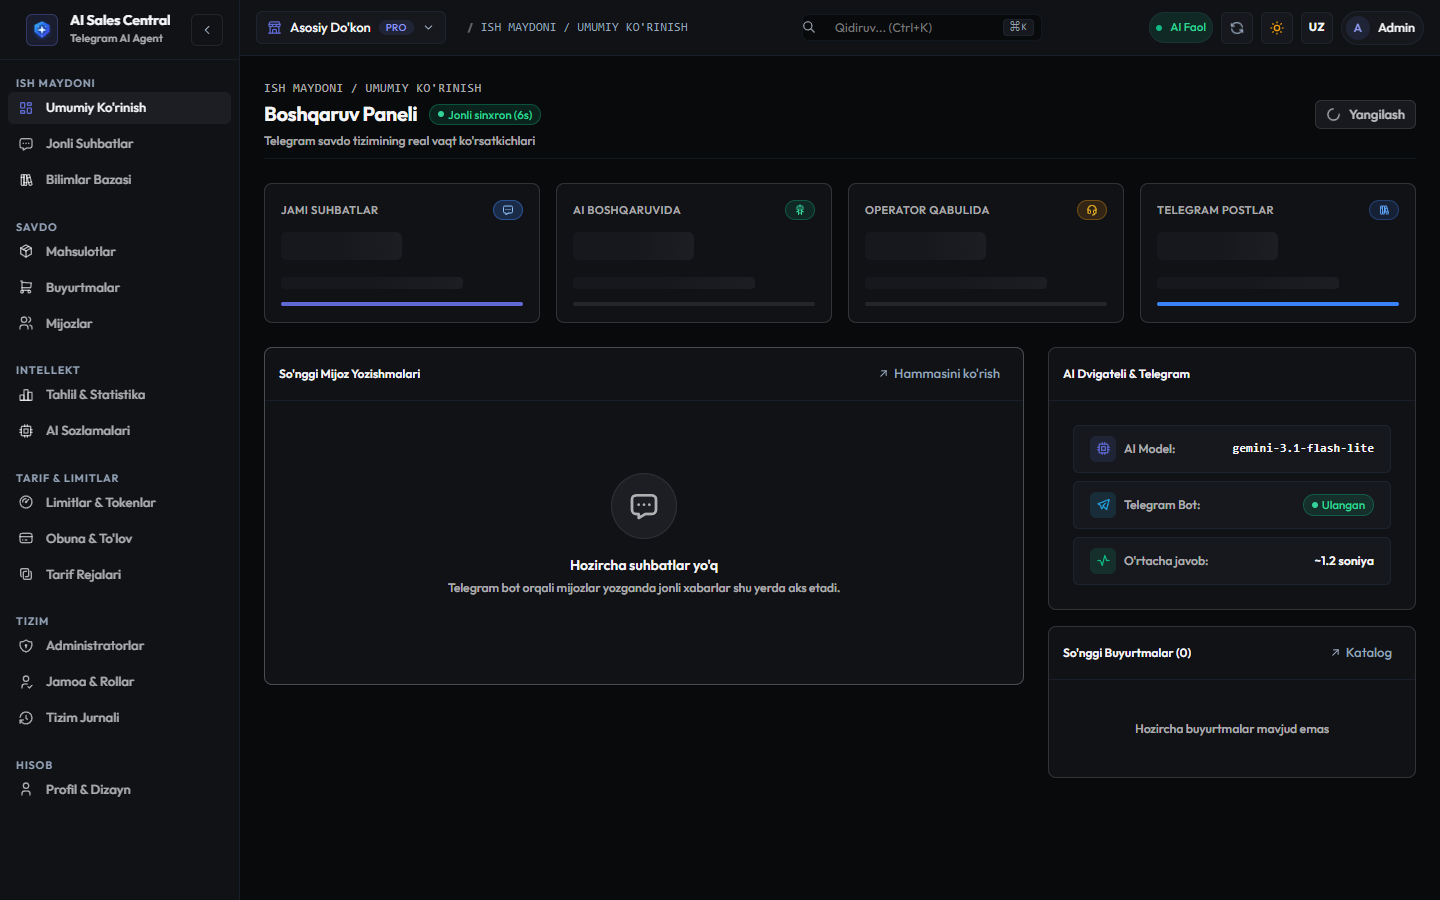 AI Sales Central
Telegram AI Agent
ISH MAYDONI
Umumiy Ko'rinish
Jonli Suhbatlar
Bilimlar Bazasi
SAVDO
Mahsulotlar
Buyurtmalar
Mijozlar
INTELLEKT
Tahlil & Statistika
AI Sozlamalari
TARIF & LIMITLAR
Limitlar & Tokenlar
Obuna & To'lov
Tarif Rejalari
TIZIM
Administratorlar
Jamoa & Rollar
Tizim Jurnali
HISOB
Profil & Dizayn
Asosiy Do'kon PRO / ISH MAYDONI / UMUMIY KO'RINISH Qidiruv... (Ctrl+K) ⌘K AI Faol UZ A Admin
ISH MAYDONI / UMUMIY KO'RINISH
Boshqaruv Paneli Jonli sinxron (6s) Yangilash
Telegram savdo tizimining real vaqt ko'rsatkichlari
JAMI SUHBATLAR
AI BOSHQARUVIDA
OPERATOR QABULIDA
TELEGRAM POSTLAR
So'nggi Mijoz Yozishmalari Hammasini ko'rish
Hozircha suhbatlar yo'q
Telegram bot orqali mijozlar yozganda jonli xabarlar shu yerda aks etadi.
AI Dvigateli & Telegram
AI Model: gemini-3.1-flash-lite
Telegram Bot: Ulangan
O'rtacha javob: ~1.2 soniya
So'nggi Buyurtmalar (0) Katalog
Hozircha buyurtmalar mavjud emas